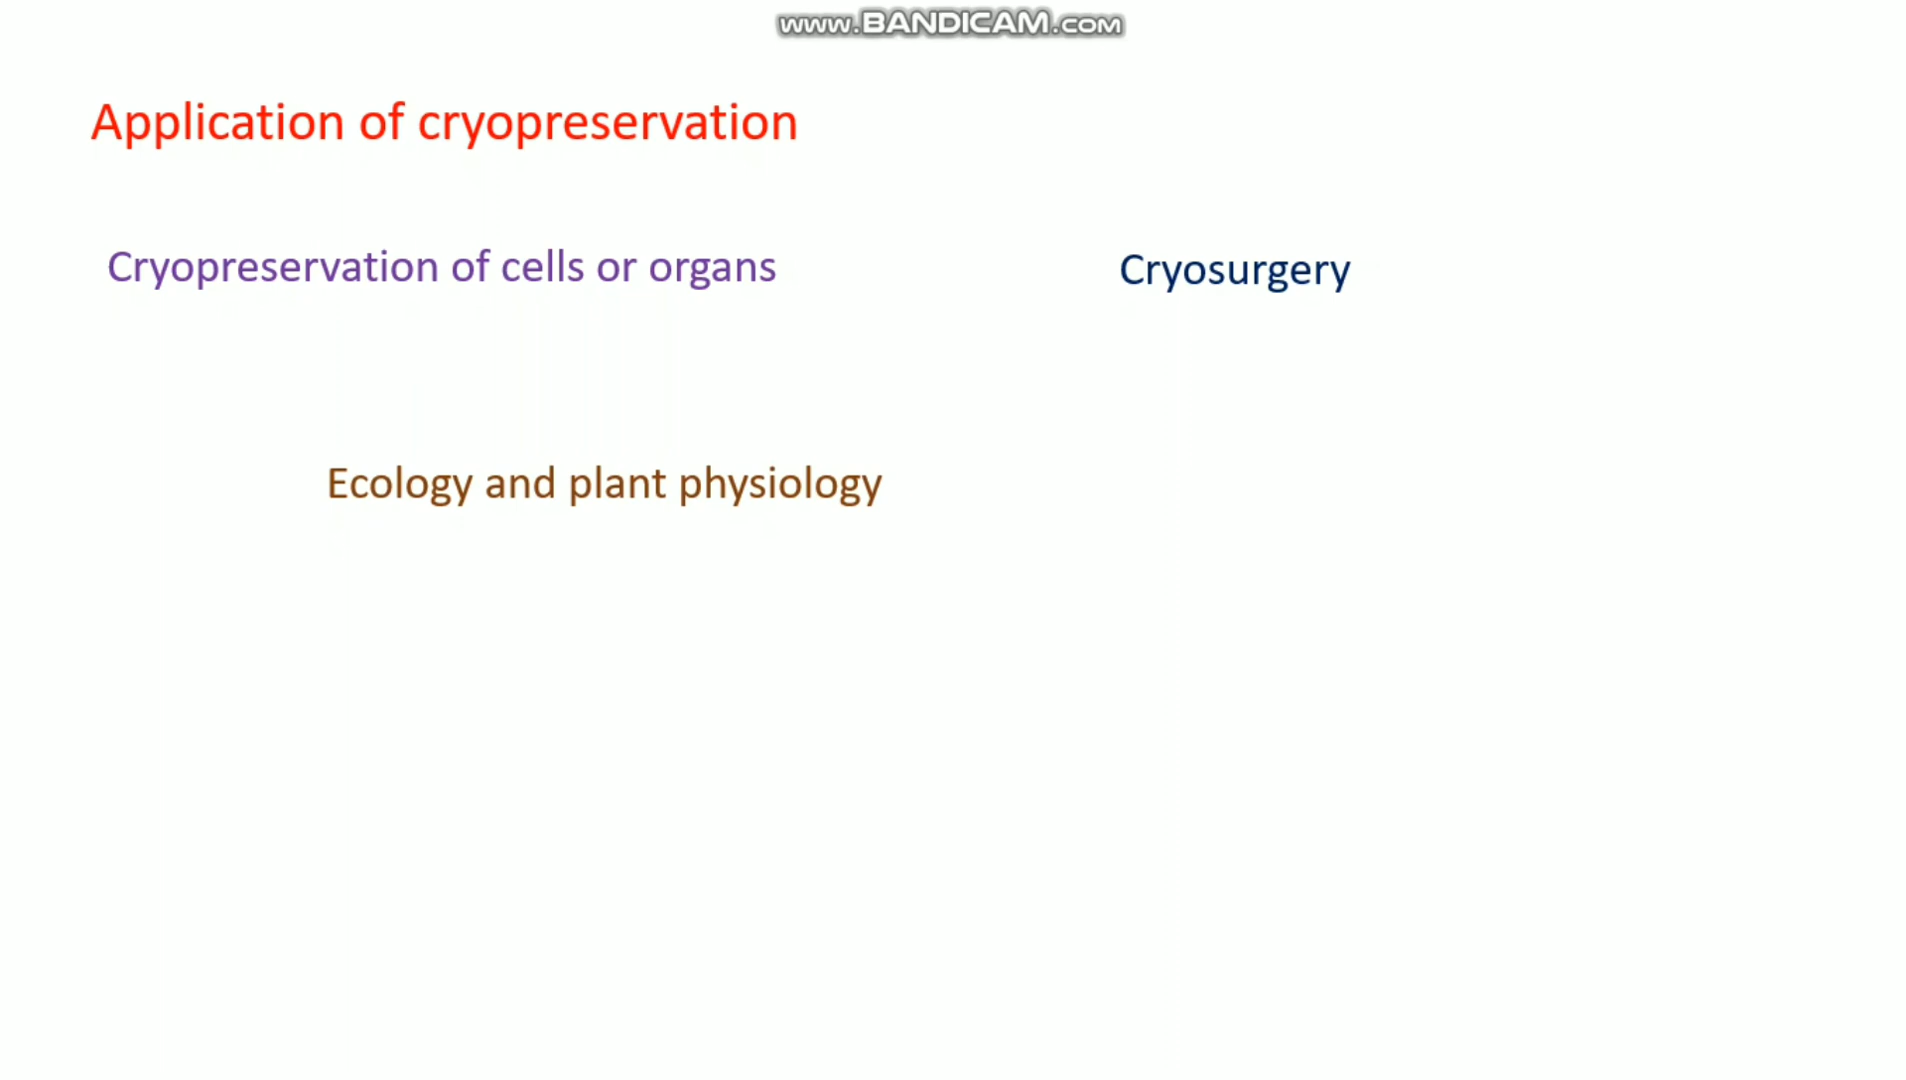 www.BANDICAM.com
Application of cryopreservation
Cryopreservation of cells or organs
Cryosurgery
Ecology and plant physiology